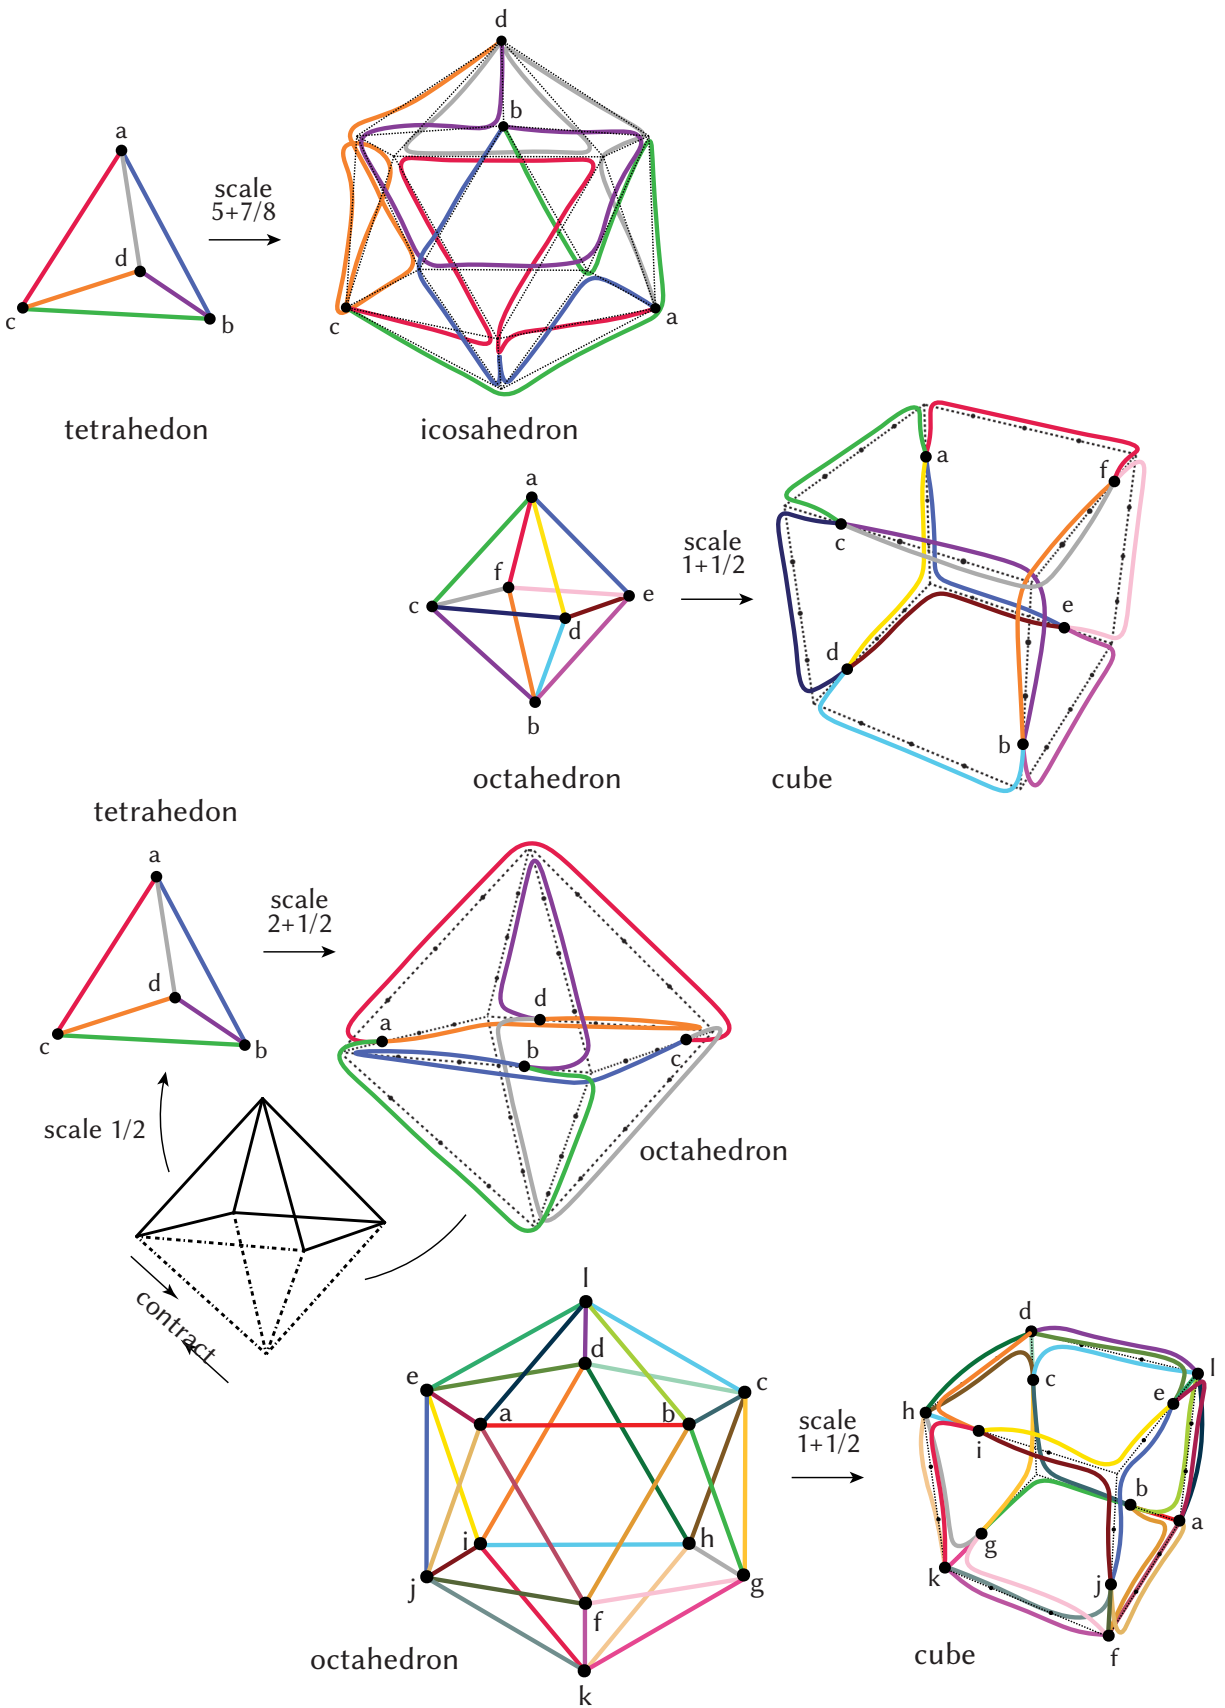 d
a
b
scale
5+7/8
d
c
b
c
a
tetrahedon
icosahedron
a
f
a
c
scale
1+1/2
f
c
e
d
e
d
b
b
octahedron
cube
tetrahedon
a
scale
2+1/2
d
c
b
d
a
b
c
scale 1/2
octahedron
contract
l
d
e
c
a
b
i
h
j
g
f
k
octahedron
scale
1+1/2
d
l
c
e
h
i
b
a
g
k
j
f
cube